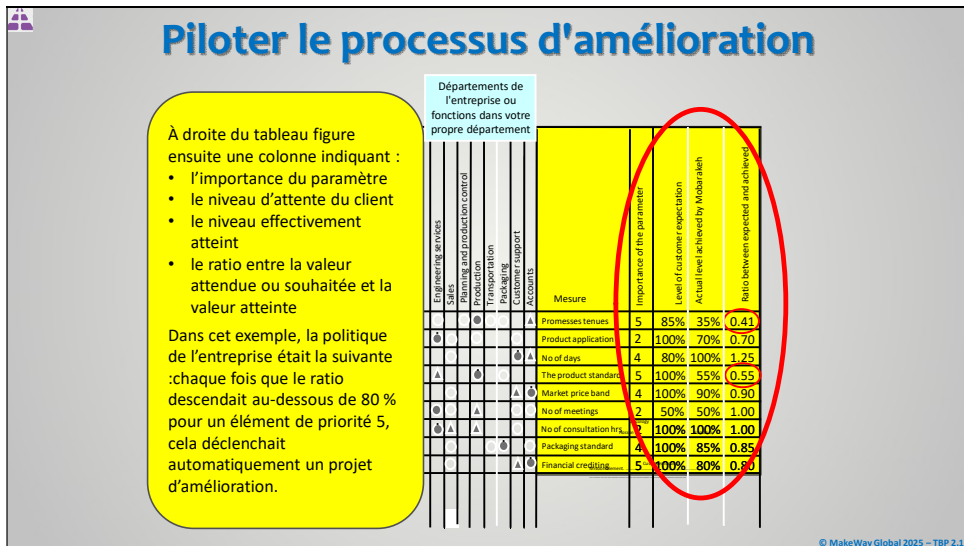 Piloter le processus d'amélioration
Départements de
l'entreprise ou
fonctions dans votre
propre département
À droite du tableau figure
ensuite une colonne indiquant :
• l'importance du paramètre
• le niveau d'attente du client
• le niveau effectivement
atteint
• le ratio entre la valeur
attendue ou souhaitée et la
valeur atteinte
Dans cet exemple, la politique
de l'entreprise était la suivante
:chaque fois que le ratio
descendait au-dessous de 80 %
pour un élément de priorité 5,
cela déclenchait
automatiquement un projet
d'amélioration.
Engineering services
Sales
Planning and production control
Production
Transportation
Packaging
Customer support
Accounts
Mesure
Importance of the parameter
Level of customer expectation
Actual level achieved by Mobarakeh
Ratio between expected and achieved
Promesses tenues 5 85% 35% 0.41
Product application 2 100% 70% 0.70
No of days 4 80% 100% 1.25
The product standard 5 100% 55% 0.55
Market price band 4 100% 90% 0.90
No of meetings 2 50% 50% 1.00
No of consultation hrs 2 100% 100% 1.00
Packaging standard 4 100% 85% 0.85
Financial crediting 5 100% 80% 0.80
© MakeWay Global 2025 – TBP 2.1